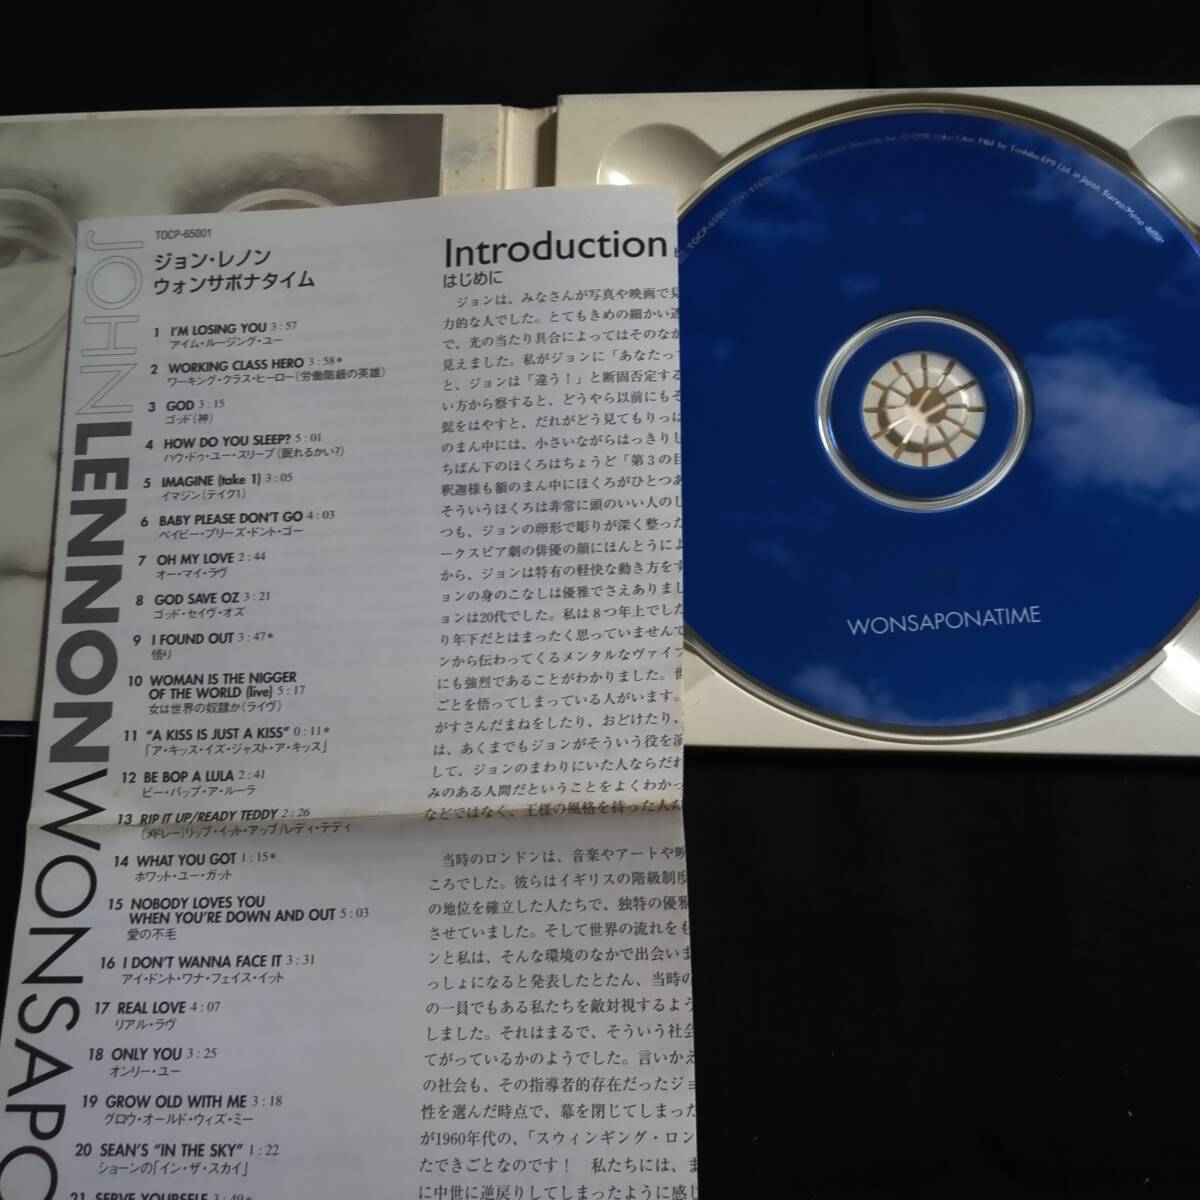 JOHN LENNON WONSAPO
TOCP-65001
ジョン・レノン
ウォンサポナタイム
1 I'M LOSING YOU 3:57
アイム・ルージング・ユー
2 WORKING CLASS HERO 3:58*
ワーキング・クラス・ヒーロー(労働階級の英雄)
3 GOD 3:15
ゴッド(神)
4 HOW DO YOU SLEEP? 5:01
ハウ・ドゥ・ユー・スリープ(眠れるかい?)
5 IMAGINE (take 1) 3:05
イマジン(テイク1)
6 BABY PLEASE DON'T GO 4:03
ベイビー・プリーズ・ドント・ゴー
7 OH MY LOVE 2:44
オー・マイ・ラヴ
8 GOD SAVE OZ 3:21
ゴッド・セイヴ・オズ
9 I FOUND OUT 3:47*
悟り
10 WOMAN IS THE NIGGER
OF THE WORLD (live) 5:17
女は世界の奴隷か(ライヴ)
11 "A KISS IS JUST A KISS" 0:11*
「ア・キッス・イズ・ジャスト・ア・キッス」
12 BE BOP A LULA 2:41
ビー・バップ・ア・ルーラ
13 RIP IT UP/READY TEDDY 2:26
(メドレー)リップ・イット・アップ/レディ・テディ
14 WHAT YOU GOT 1:15*
ホワット・ユー・ガット
15 NOBODY LOVES YOU
WHEN YOU'RE DOWN AND OUT 5:03
愛の不毛
16 I DON'T WANNA FACE IT 3:31
アイ・ドント・ワナ・フェイス・イット
17 REAL LOVE 4:07
リアル・ラヴ
18 ONLY YOU 3:25
オンリー・ユー
19 GROW OLD WITH ME 3:18
グロウ・オールド・ウィズ・ミー
20 SEAN'S "IN THE SKY" 1:22
ショーンの「イン・ザ・スカイ」
21 SERVE YOURSELF 3:49*
Introduction
はじめに
ジョンは、みなさんが写真や映画で見
力的な人でした。とてもきめの細かい透
で、光の当たり具合によってはそのなか
見えました。私がジョンに「あなたって
と、ジョンは「違う!」と断固否定する
い方から察すると、どうやら以前にもそ
髭をはやすと、だれがどう見てもりっぱ
のまん中には、小さいながらはっきりし
ちばん下のほくろはちょうど「第3の目
釈迦様も額のまん中にほくろがひとつあ
そういうほくろは非常に頭のいい人のし
つも、ジョンの卵形で彫りが深く整った
ークスピア劇の俳優の顔にほんとうによ
から、ジョンは特有の軽快な動き方をす
ョンの身のこなしは優雅でさえありまし
ョンは20代でした。私は8つ年上でした
り年下だとはまったく思っていませんで
ンから伝わってくるメンタルなヴァイブ
にも強烈であることがわかりました。世
ごとを悟ってしまっている人がいます。
がすさんだまねをしたり、おどけたり、
は、あくまでもジョンがそういう役を演
して、ジョンのまわりにいた人ならだれ
みのある人間だということをよくわかっ
などではなく、王様の風格を持った人だ
当時のロンドンは、音楽やアートや映
ころでした。彼らはイギリスの階級制度
の地位を確立した人たちで、独特の優雅
させていました。そして世界の流れをも
ンと私は、そんな環境のなかで出会いま
っしょになると発表したとたん、当時の
の一員でもある私たちを敵対視するよう
しました。それはまるで、そういう社会
てがっているかのようでした。言いかえ
の社会も、その指導者的存在だったジョ
性を選んだ時点で、幕を閉じてしまった
が1960年代の、「スウィンギング・ロン
たできごとなのです! 私たちには、ま
に中世に逆戻りしてしまったように感じ
WONSAPONATIME
TOCP-65001